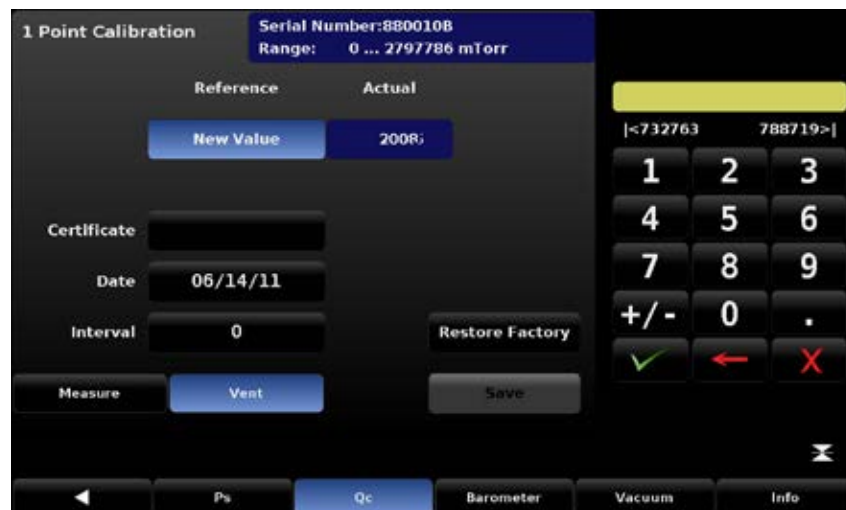 1 Point Calibration
Serial Number:880010B
Range: 0 ... 2797786 mTorr
Reference Actual
|<732763 788719>|
New Value
1 2 3
Certificate
4 5 6
Date 06/14/11
7 8 9
Interval 0
Restore Factory
+/- 0 .
Measure Vent Save
Ps Qc Barometer Vacuum Info